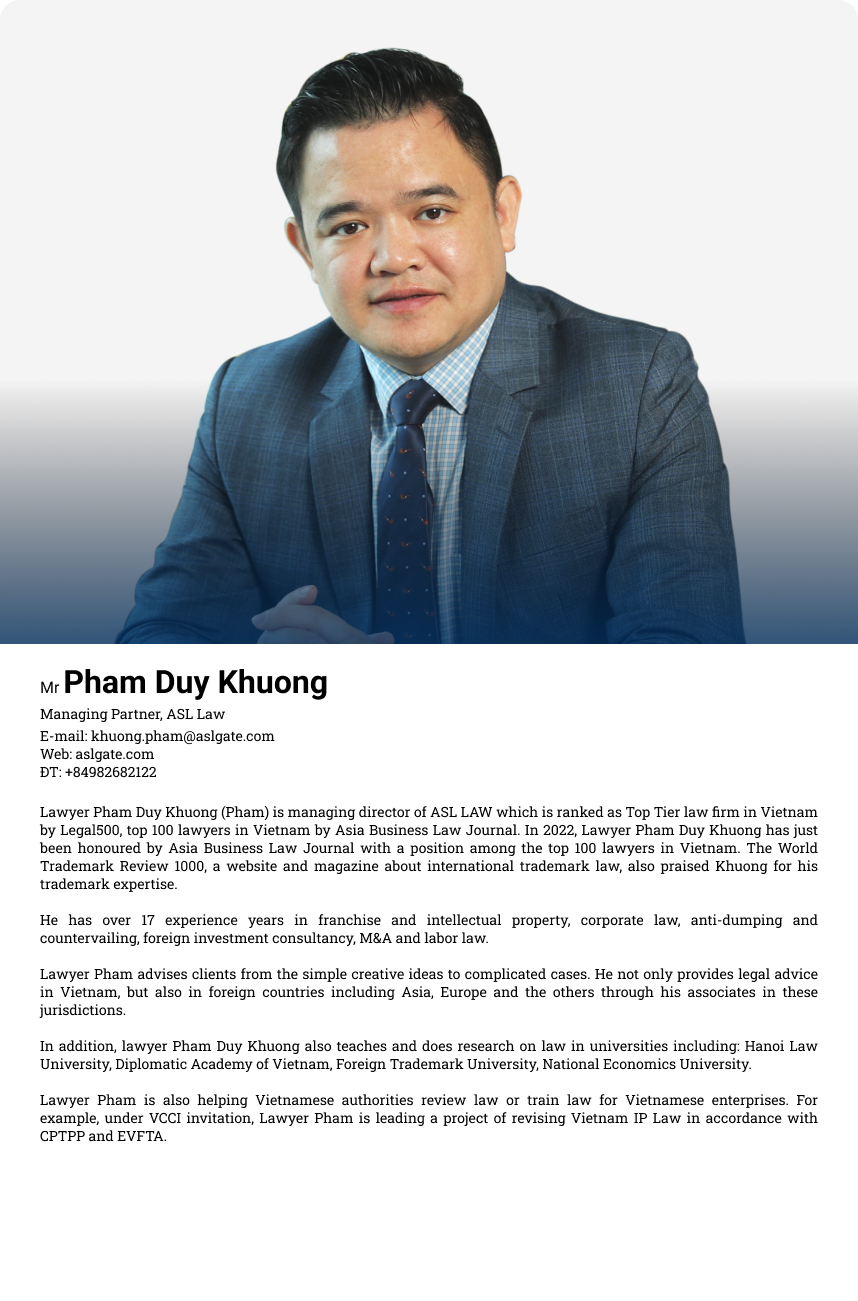 Mr Pham Duy Khuong
Managing Partner, ASL Law
E-mail: khuong.pham@aslgate.com
Web: aslgate.com
ĐT: +84982682122
Lawyer Pham Duy Khuong (Pham) is managing director of ASL LAW which is ranked as Top Tier law firm in Vietnam
by Legal500, top 100 lawyers in Vietnam by Asia Business Law Journal. In 2022, Lawyer Pham Duy Khuong has just
been honoured by Asia Business Law Journal with a position among the top 100 lawyers in Vietnam. The World
Trademark Review 1000, a website and magazine about international trademark law, also praised Khuong for his
trademark expertise.
He has over 17 experience years in franchise and intellectual property, corporate law, anti-dumping and
countervailing, foreign investment consultancy, M&A and labor law.
Lawyer Pham advises clients from the simple creative ideas to complicated cases. He not only provides legal advice
in Vietnam, but also in foreign countries including Asia, Europe and the others through his associates in these
jurisdictions.
In addition, lawyer Pham Duy Khuong also teaches and does research on law in universities including: Hanoi Law
University, Diplomatic Academy of Vietnam, Foreign Trademark University, National Economics University.
Lawyer Pham is also helping Vietnamese authorities review law or train law for Vietnamese enterprises. For
example, under VCCI invitation, Lawyer Pham is leading a project of revising Vietnam IP Law in accordance with
CPTPP and EVFTA.